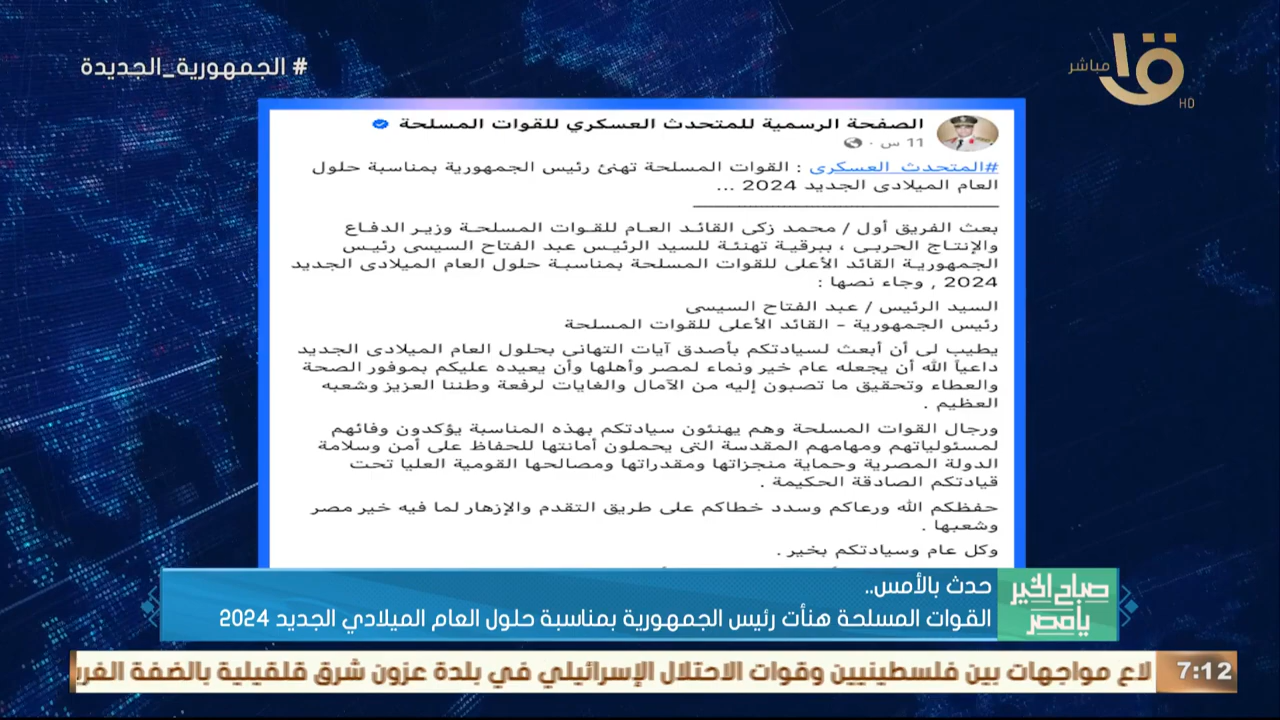 # الجمهورية_الجديدة
مباشر
HD
الصفحة الرسمية للمتحدث العسكري للقوات المسلحة
11 س ·
#المتحدث_العسكرى : القوات المسلحة تهنئ رئيس الجمهورية بمناسبة حلول
العام الميلادى الجديد 2024 ...
بعث الفريق أول / محمد زكى القائد العام للقوات المسلحة وزير الدفاع
والإنتاج الحربى ، ببرقية تهنئة للسيد الرئيس عبد الفتاح السيسى رئيس
الجمهورية القائد الأعلى للقوات المسلحة بمناسبة حلول العام الميلادى الجديد
2024 , وجاء نصها :
السيد الرئيس / عبد الفتاح السيسى
رئيس الجمهورية – القائد الأعلى للقوات المسلحة
يطيب لى أن أبعث لسيادتكم بأصدق آيات التهانى بحلول العام الميلادى الجديد
داعياً الله أن يجعله عام خير ونماء لمصر وأهلها وأن يعيده عليكم بموفور الصحة
والعطاء وتحقيق ما تصبون إليه من الآمال والغايات لرفعة وطننا العزيز وشعبه
العظيم .
ورجال القوات المسلحة وهم يهنئون سيادتكم بهذه المناسبة يؤكدون وفائهم
لمسئولياتهم ومهامهم المقدسة التى يحملون أمانتها للحفاظ على أمن وسلامة
الدولة المصرية وحماية منجزاتها ومقدراتها ومصالحها القومية العليا تحت
قيادتكم الصادقة الحكيمة .
حفظكم الله ورعاكم وسدد خطاكم على طريق التقدم والإزهار لما فيه خير مصر
وشعبها .
وكل عام وسيادتكم بخير .
صباح الخير
يا مصر
حدث بالأمس..
القوات المسلحة هنأت رئيس الجمهورية بمناسبة حلول العام الميلادي الجديد 2024
7:12
لاع مواجهات بين فلسطينيين وقوات الاحتلال الإسرائيلي في بلدة عزون شرق قلقيلية بالضفة الغرب